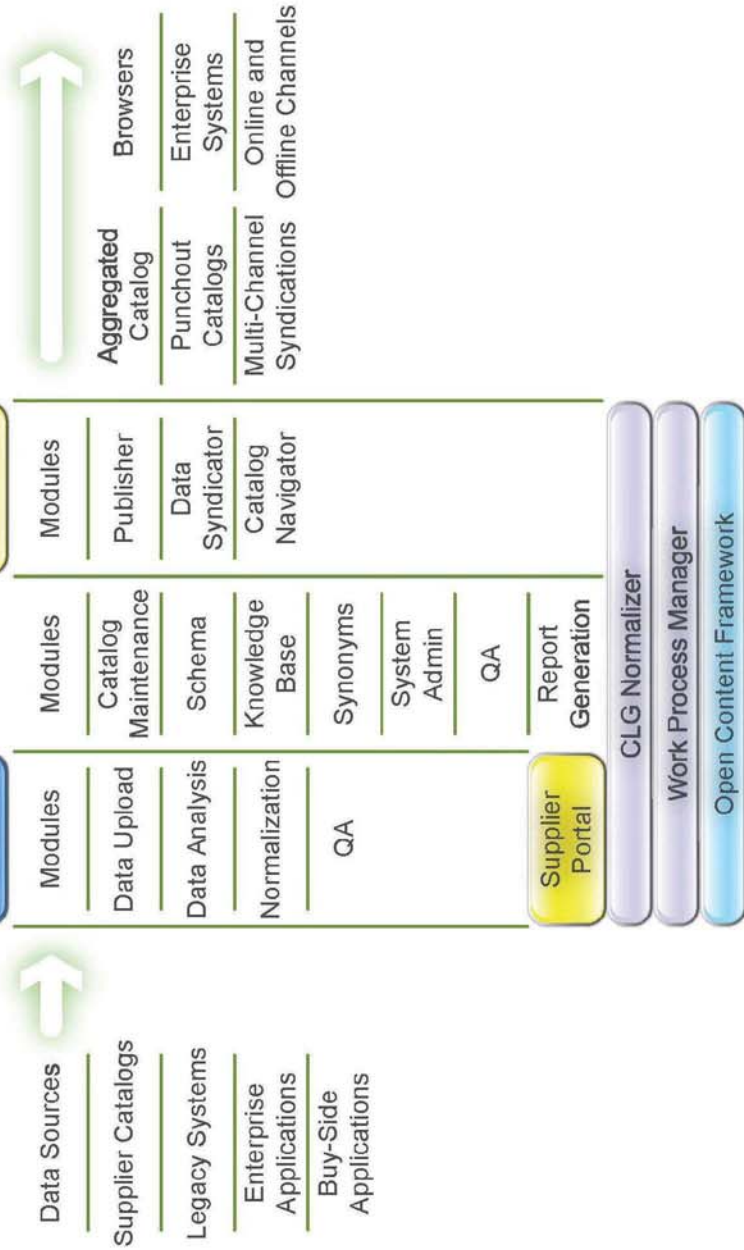 Data Sources
Supplier Catalogs
Legacy Systems
Enterprise
Applications
Buy-Side
Applications
Modules
Data Upload
Data Analysis
Normalization
QA
Supplier
Portal
Modules
Catalog
Maintenance
Schema
Knowledge
Base
Synonyms
System
Admin
QA
Report
Generation
Modules
Publisher
Data
Syndicator
Catalog
Navigator
Aggregated
Catalog
Punchout
Catalogs
Multi-Channel
Syndications
Browsers
Enterprise
Systems
Online and
Offline Channels
CLG Normalizer
Work Process Manager
Open Content Framework